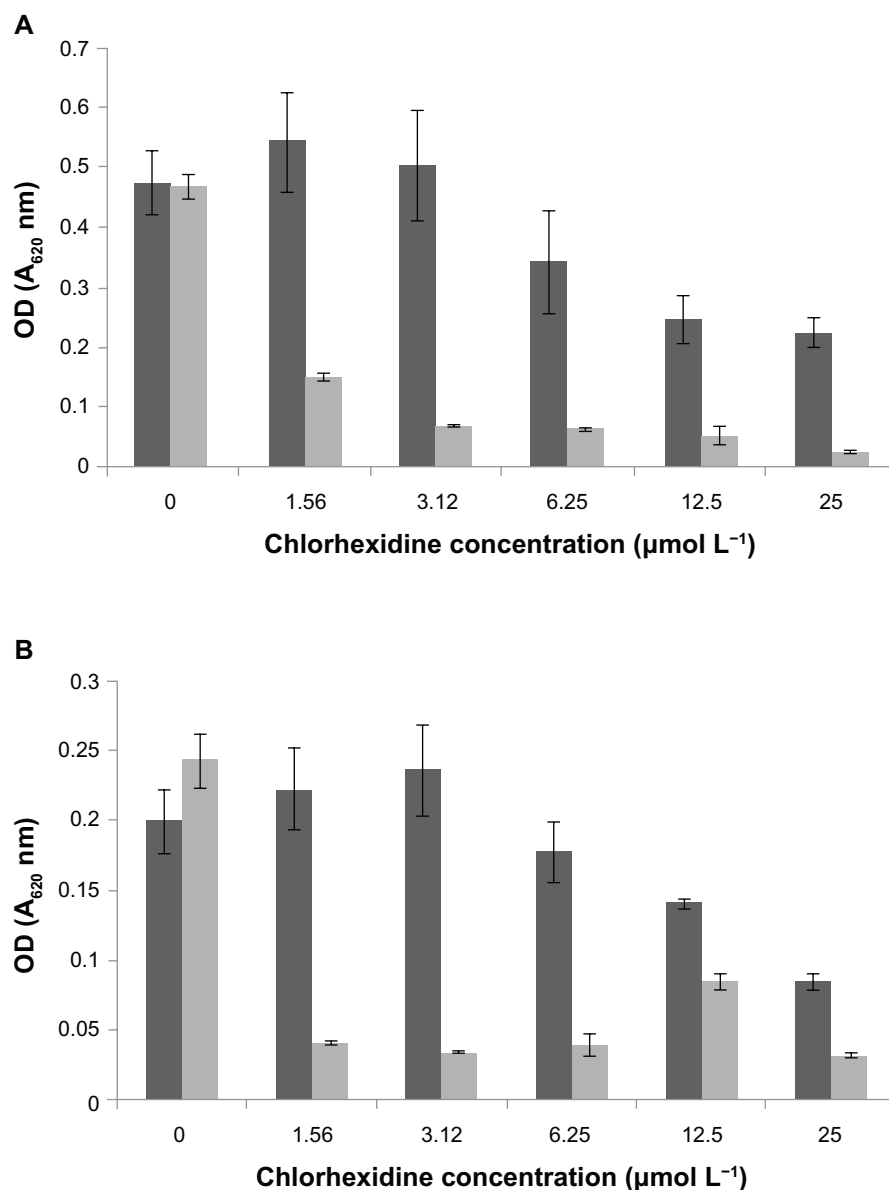 A
0.7
0.6
0.5
0.4
0.3
0.2
0.1
0
OD (A₆₂₀ nm)
0 1.56 3.12 6.25 12.5 25
Chlorhexidine concentration (µmol L⁻¹)
B
0.3
0.25
0.2
0.15
0.1
0.05
0
OD (A₆₂₀ nm)
0 1.56 3.12 6.25 12.5 25
Chlorhexidine concentration (µmol L⁻¹)